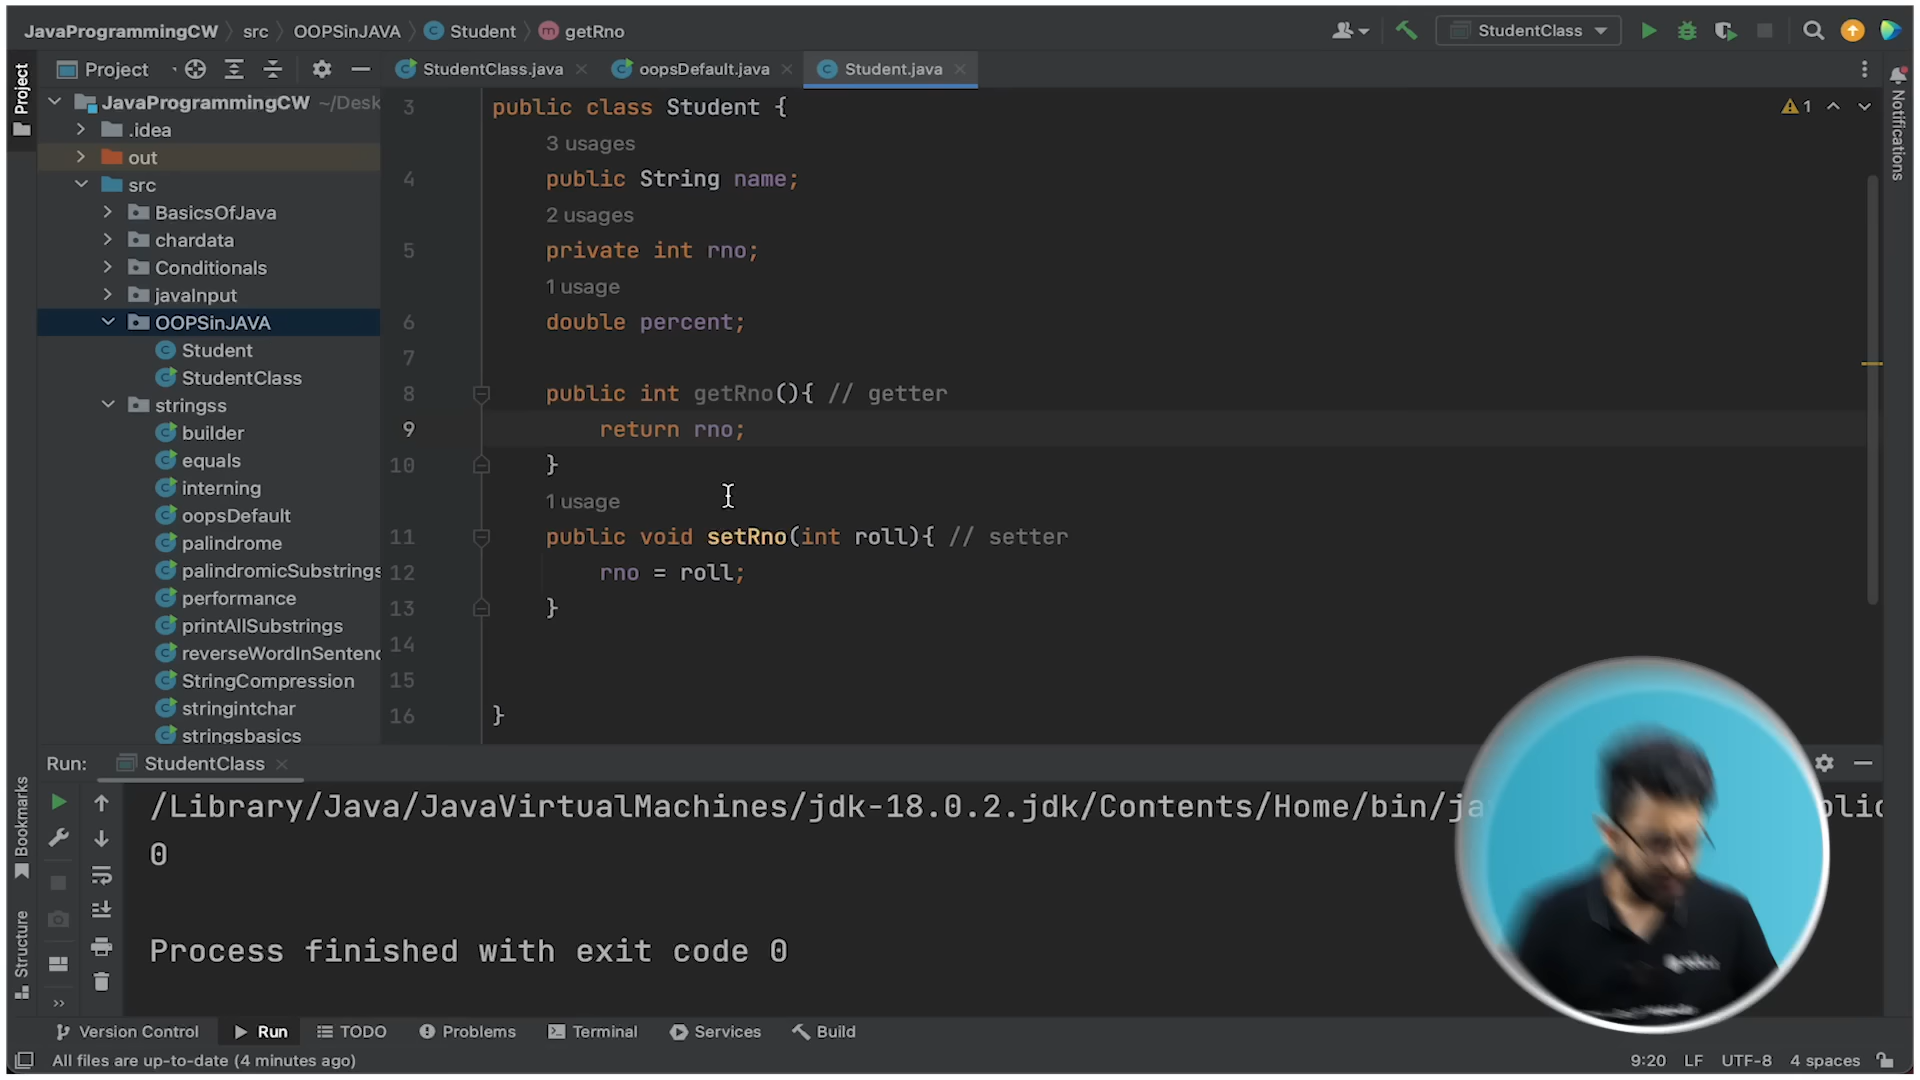 JavaProgrammingCW src OOPSinJAVA Student getRno
StudentClass
Project
Project
StudentClass.java
oopsDefault.java
Student.java
Notifications
JavaProgrammingCW ~/Desk
.idea
out
src
BasicsOfJava
chardata
Conditionals
javaInput
OOPSinJAVA
Student
StudentClass
stringss
builder
equals
interning
oopsDefault
palindrome
palindromicSubstrings
performance
printAllSubstrings
reverseWordInSentenc
StringCompression
stringintchar
stringsbasics
1
3 public class Student {
3 usages
4 public String name;
2 usages
5 private int rno;
1 usage
6 double percent;
7
8 public int getRno(){ // getter
9 return rno;
10 }
1 usage
11 public void setRno(int roll){ // setter
12 rno = roll;
13 }
14
15
16 }
Run: StudentClass
Bookmarks
Structure
/Library/Java/JavaVirtualMachines/jdk-18.0.2.jdk/Contents/Home/bin/ja
0
Process finished with exit code 0
Version Control Run TODO Problems Terminal Services Build
All files are up-to-date (4 minutes ago)
9:20 LF UTF-8 4 spaces